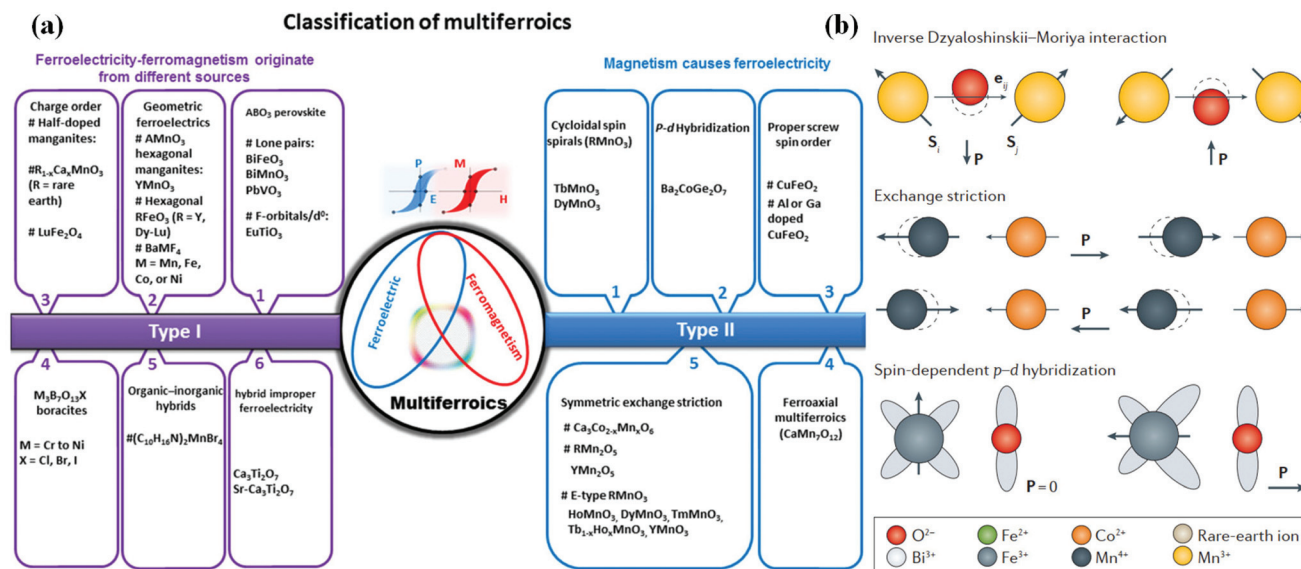 (a)
Classification of multiferroics
Ferroelectricity-ferromagnetism originate
from different sources
Magnetism causes ferroelectricity
Charge order
# Half-doped
manganites:
#R₁₋ₓCaₓMnO₃
(R = rare
earth)
# LuFe₂O₄
3
Geometric
ferroelectrics
# AMnO₃
hexagonal
manganites:
YMnO₃
# Hexagonal
RFeO₃ (R = Y,
Dy-Lu)
# BaMF₄
M = Mn, Fe,
Co, or Ni
2
ABO₃ perovskite
# Lone pairs:
BiFeO₃
BiMnO₃
PbVO₃
# F-orbitals/d⁰:
EuTiO₃
1
P
E
M
H
Cycloidal spin
spirals (RMnO₃)
TbMnO₃
DyMnO₃
1
P-d Hybridization
Ba₂CoGe₂O₇
2
Proper screw
spin order
# CuFeO₂
# Al or Ga
doped
CuFeO₂
3
Type I
Ferroelectric
Ferromagnetism
Multiferroics
Type II
4
M₃B₇O₁₃X
boracites
M = Cr to Ni
X = Cl, Br, I
5
Organic–inorganic
hybrids
#(C₁₀H₁₆N)₂MnBr₄
6
hybrid improper
ferroelectricity
Ca₃Ti₂O₇
Sr-Ca₃Ti₂O₇
5
Symmetric exchange striction
# Ca₃Co₂₋ₓMnₓO₆
# RMn₂O₅
YMn₂O₅
# E-type RMnO₃
HoMnO₃, DyMnO₃, TmMnO₃,
Tb₁₋ₓHoₓMnO₃, YMnO₃
4
Ferroaxial
multiferroics
(CaMn₇O₁₂)
(b)
Inverse Dzyaloshinskii–Moriya interaction
eᵢⱼ
Sᵢ
P
Sⱼ
P
Exchange striction
P
P
Spin-dependent p–d hybridization
P = 0
P
O²⁻
Fe²⁺
Co²⁺
Rare-earth ion
Bi³⁺
Fe³⁺
Mn⁴⁺
Mn³⁺